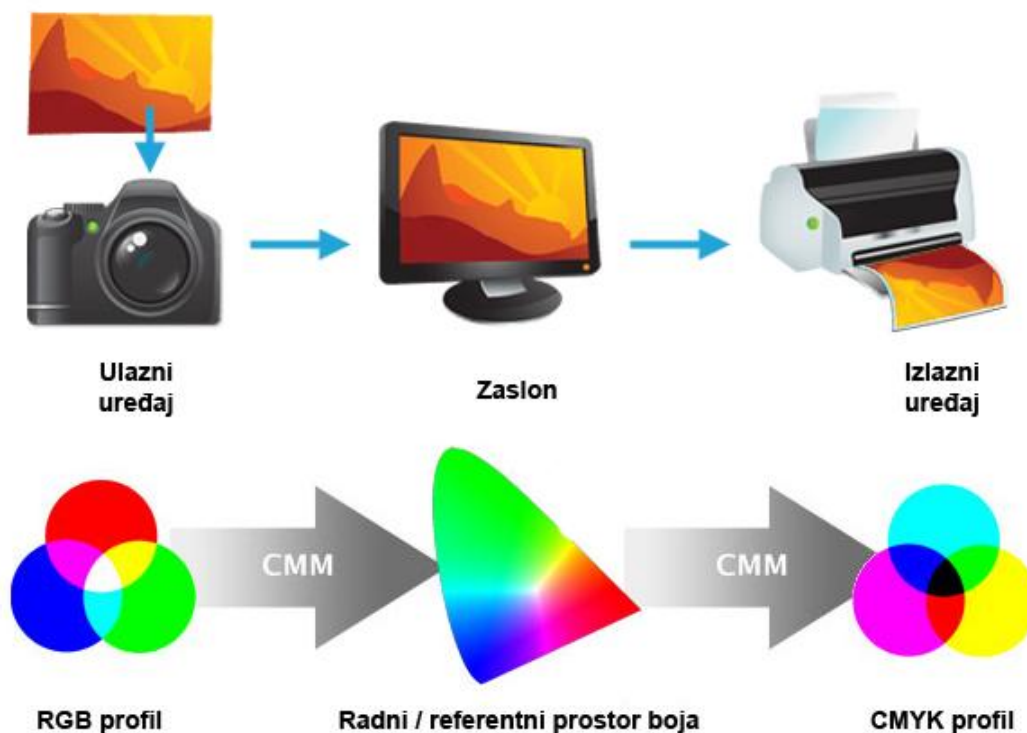 Ulazni
uređaj
Zaslon
Izlazni
uređaj
CMM
CMM
RGB profil
Radni / referentni prostor boja
CMYK profil